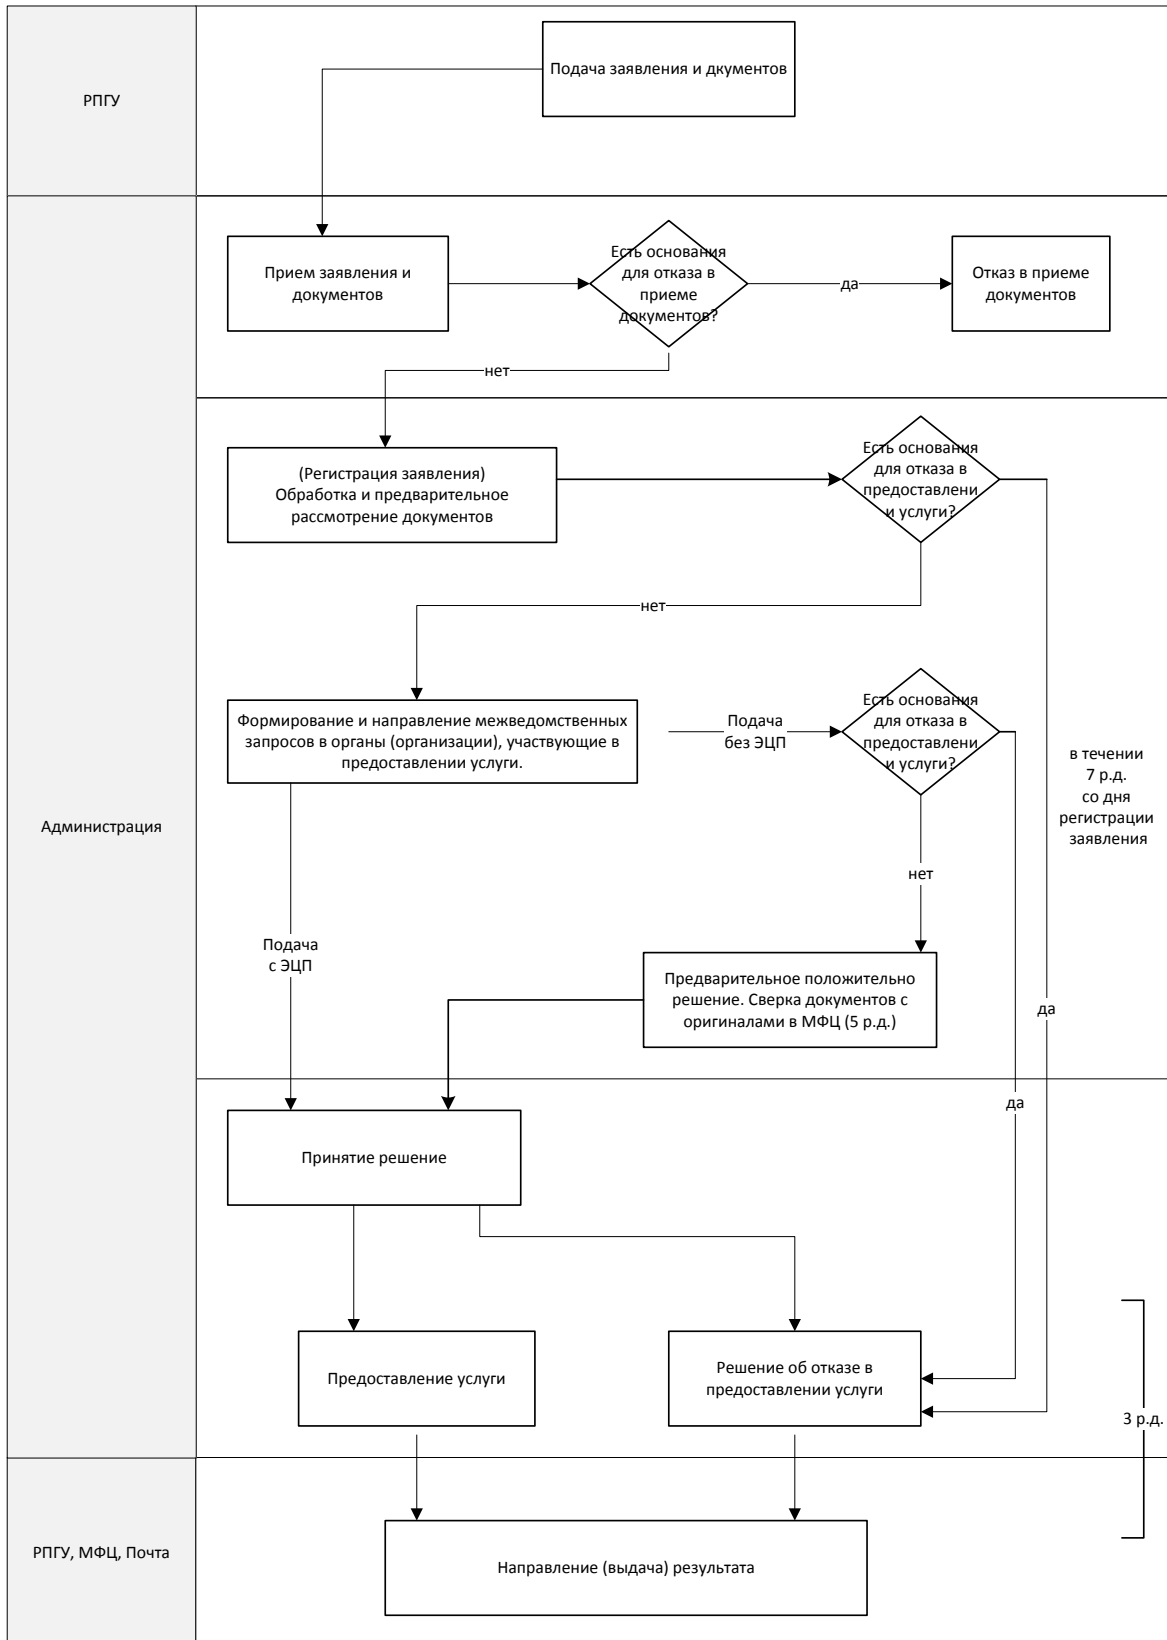 РПГУ
Подача заявления и дкументов
Администрация
Прием заявления и
документов
Есть основания
для отказа в
приеме
документов?
да
Отказ в приеме
документов
нет
(Регистрация заявления)
Обработка и предварительное
рассмотрение документов
Есть основания
для отказа в
предоставлени
и услуги?
нет
Формирование и направление межведомственных
запросов в органы (организации), участвующие в
предоставлении услуги.
Подача
без ЭЦП
Есть основания
для отказа в
предоставлени
и услуги?
в течении
7 р.д.
со дня
регистрации
заявления
нет
Подача
с ЭЦП
Предварительное положительно
решение. Сверка документов с
оригиналами в МФЦ (5 р.д.)
да
да
Принятие решение
Предоставление услуги
Решение об отказе в
предоставлении услуги
3 р.д.
РПГУ, МФЦ, Почта
Направление (выдача) результата